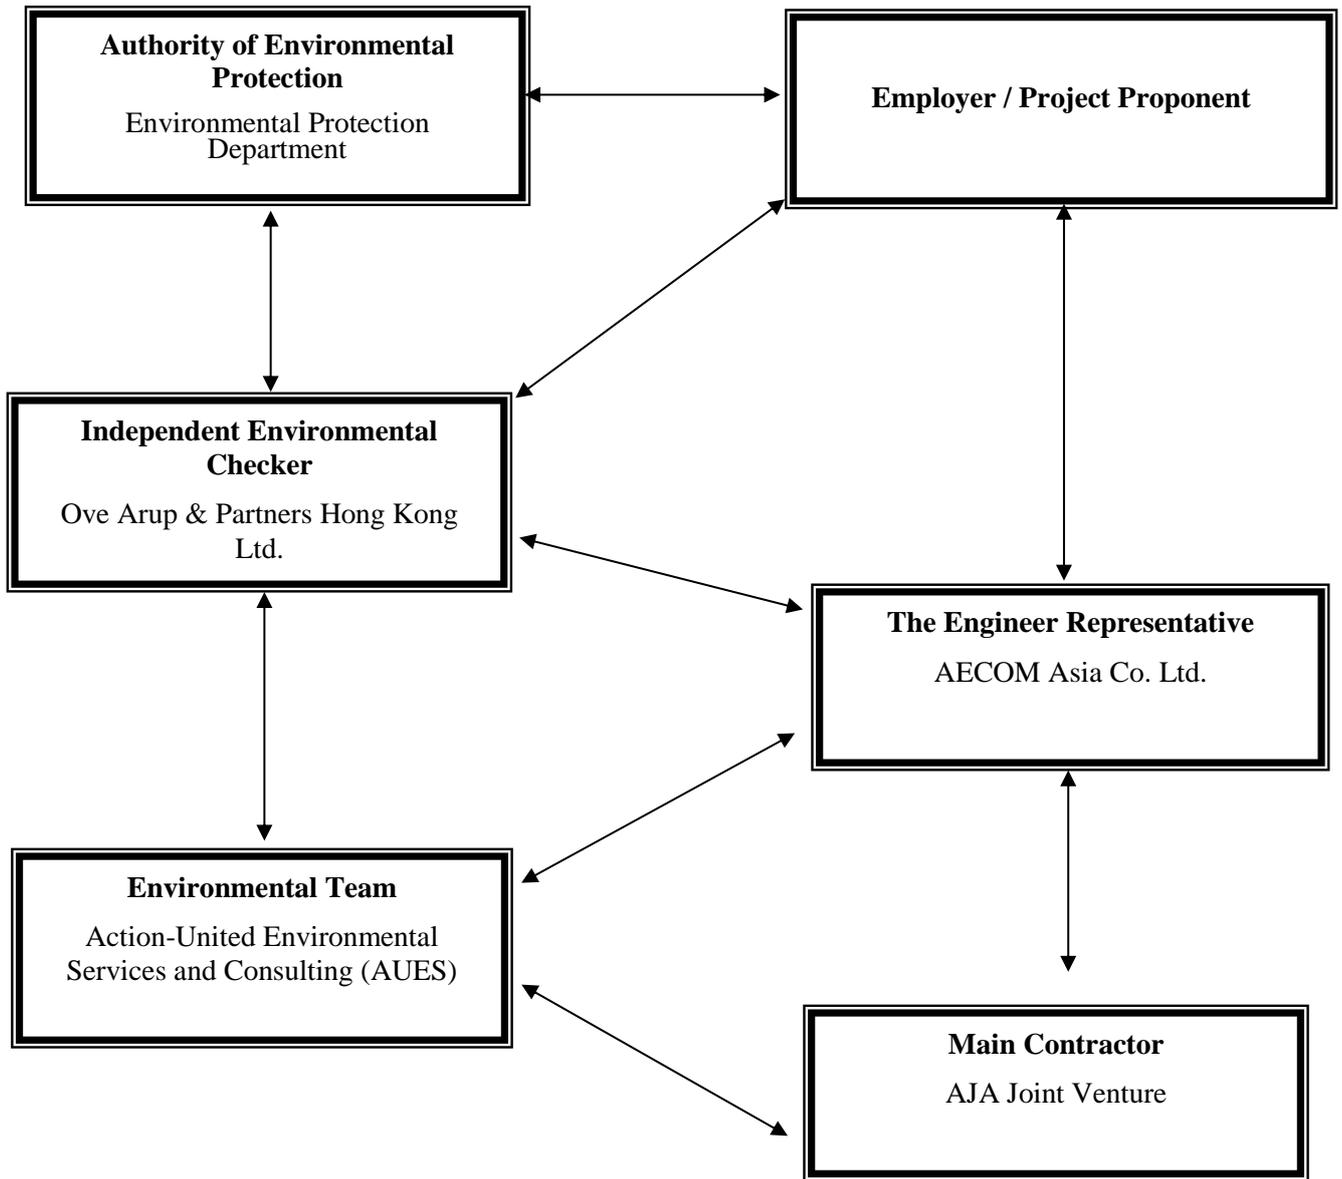 Authority of Environmental
Protection
Environmental Protection
Department
Employer / Project Proponent
Independent Environmental
Checker
Ove Arup & Partners Hong Kong
Ltd.
The Engineer Representative
AECOM Asia Co. Ltd.
Environmental Team
Action-United Environmental
Services and Consulting (AUES)
Main Contractor
AJA Joint Venture